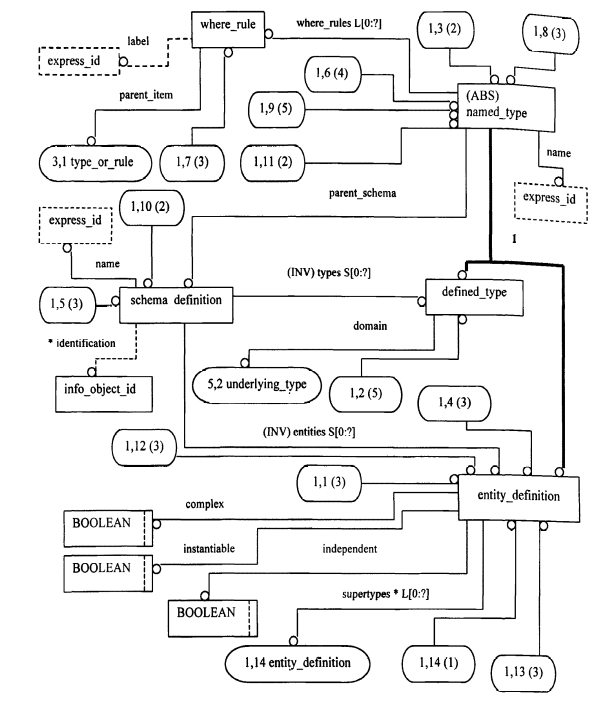 where_rule
where_rules L[0:?]
1,3 (2)
1,8 (3)
label
express_id
1,6 (4)
(ABS)
named_type
parent_item
1,9 (5)
3,1 type_or_rule
1,7 (3)
1,11 (2)
name
express_id
parent_schema
1,10 (2)
express_id
1
name
(INV) types S[0:?]
1,5 (3)
schema definition
defined_type
domain
* identification
info_object_id
5,2 underlying_type
1,2 (5)
1,4 (3)
(INV) entities S[0:?]
1,12 (3)
1,1 (3)
entity_definition
complex
BOOLEAN
instantiable
independent
BOOLEAN
BOOLEAN
supertypes * L[0:?]
1,14 entity_definition
1,14 (1)
1,13 (3)